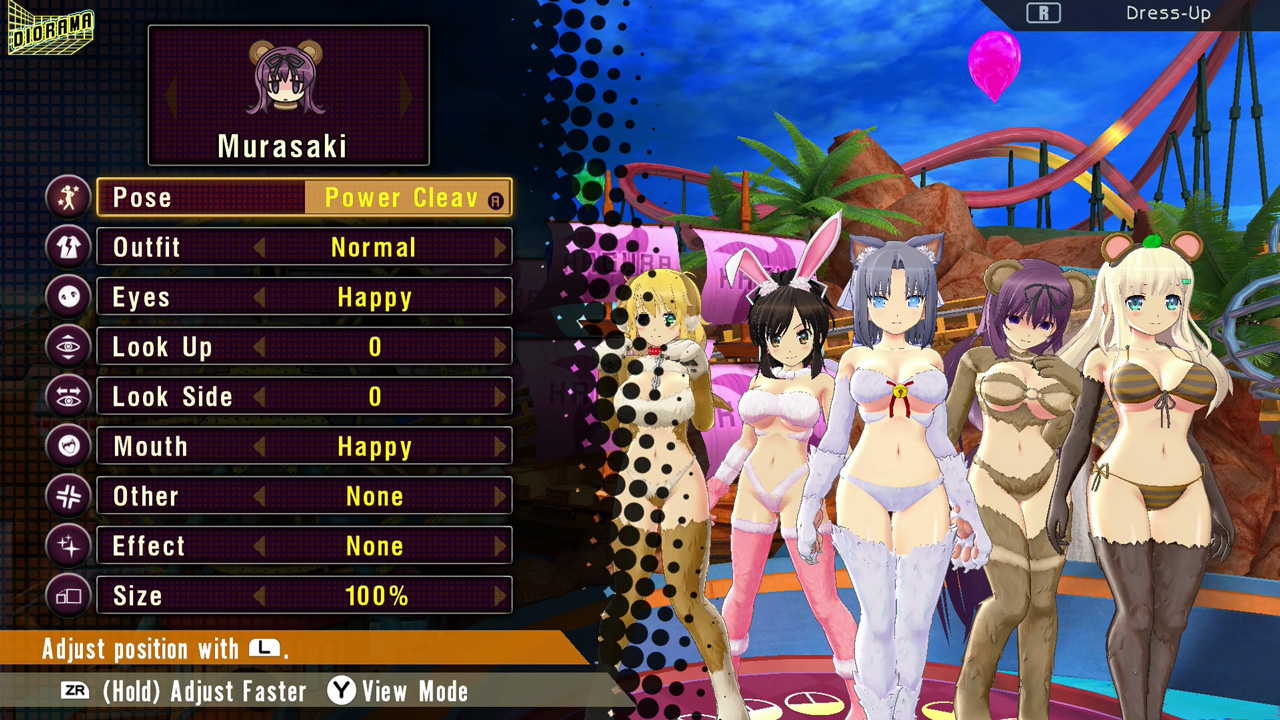 DIORAMA
R Dress-Up
Murasaki
Pose Power Cleav A
Outfit Normal
Eyes Happy
Look Up 0
Look Side 0
Mouth Happy
Other None
Effect None
Size 100%
Adjust position with L.
ZR (Hold) Adjust Faster Y View Mode